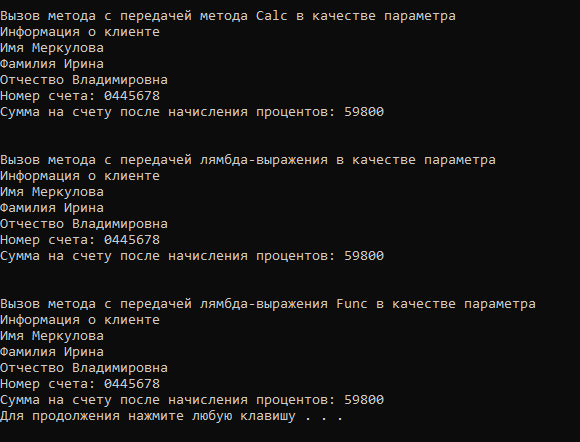 Вызов метода с передачей метода Calc в качестве параметра
Информация о клиенте
Имя Меркулова
Фамилия Ирина
Отчество Владимировна
Номер счета: 0445678
Сумма на счету после начисления процентов: 59800
Вызов метода с передачей лямбда-выражения в качестве параметра
Информация о клиенте
Имя Меркулова
Фамилия Ирина
Отчество Владимировна
Номер счета: 0445678
Сумма на счету после начисления процентов: 59800
Вызов метода с передачей лямбда-выражения Func в качестве параметра
Информация о клиенте
Имя Меркулова
Фамилия Ирина
Отчество Владимировна
Номер счета: 0445678
Сумма на счету после начисления процентов: 59800
Для продолжения нажмите любую клавишу . . .